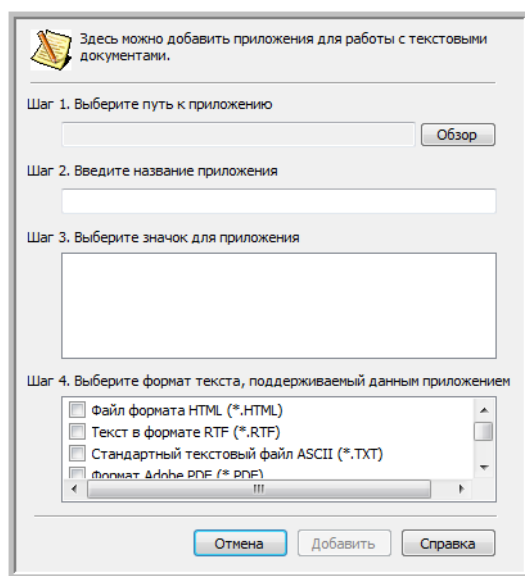 Здесь можно добавить приложения для работы с текстовыми
документами.
Шаг 1. Выберите путь к приложению
Обзор
Шаг 2. Введите название приложения
Шаг 3. Выберите значок для приложения
Шаг 4. Выберите формат текста, поддерживаемый данным приложением
Файл формата HTML (*.HTML)
Текст в формате RTF (*.RTF)
Стандартный текстовый файл ASCII (*.TXT)
Формат Adobe PDF (*.PDF)
Отмена
Добавить
Справка